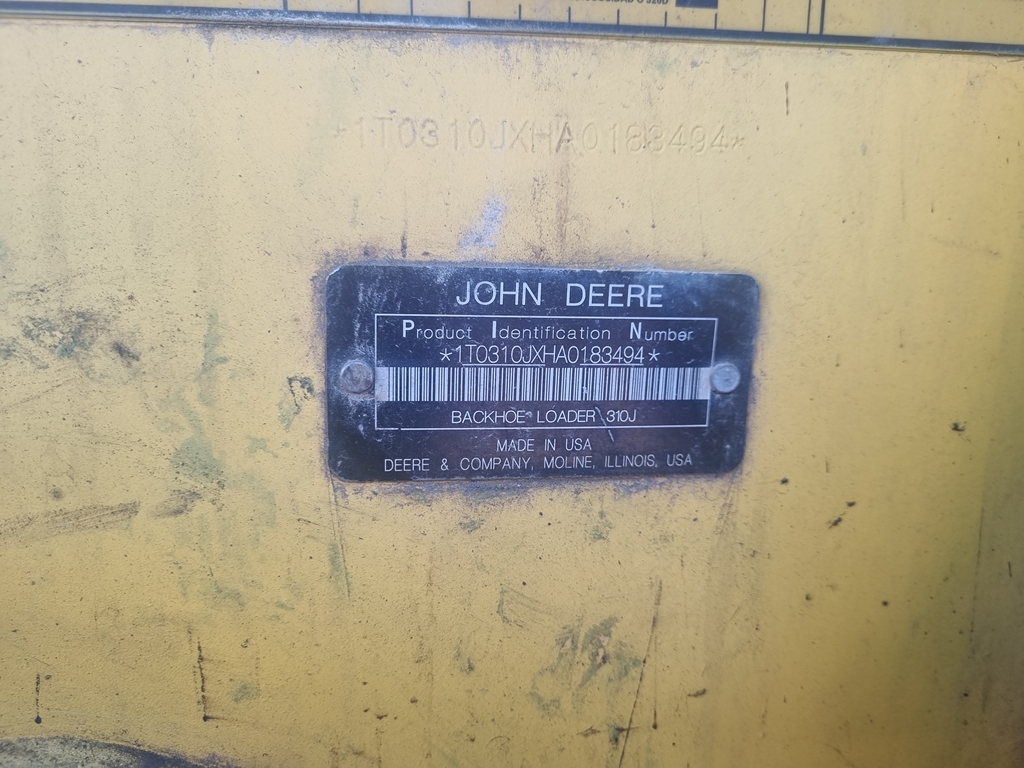 *1T0310JXHA0183494*
JOHN DEERE
Product Identification Number
*1T0310JXHA0183494*
BACKHOE LOADER 310J
MADE IN USA
DEERE & COMPANY, MOLINE, ILLINOIS, USA